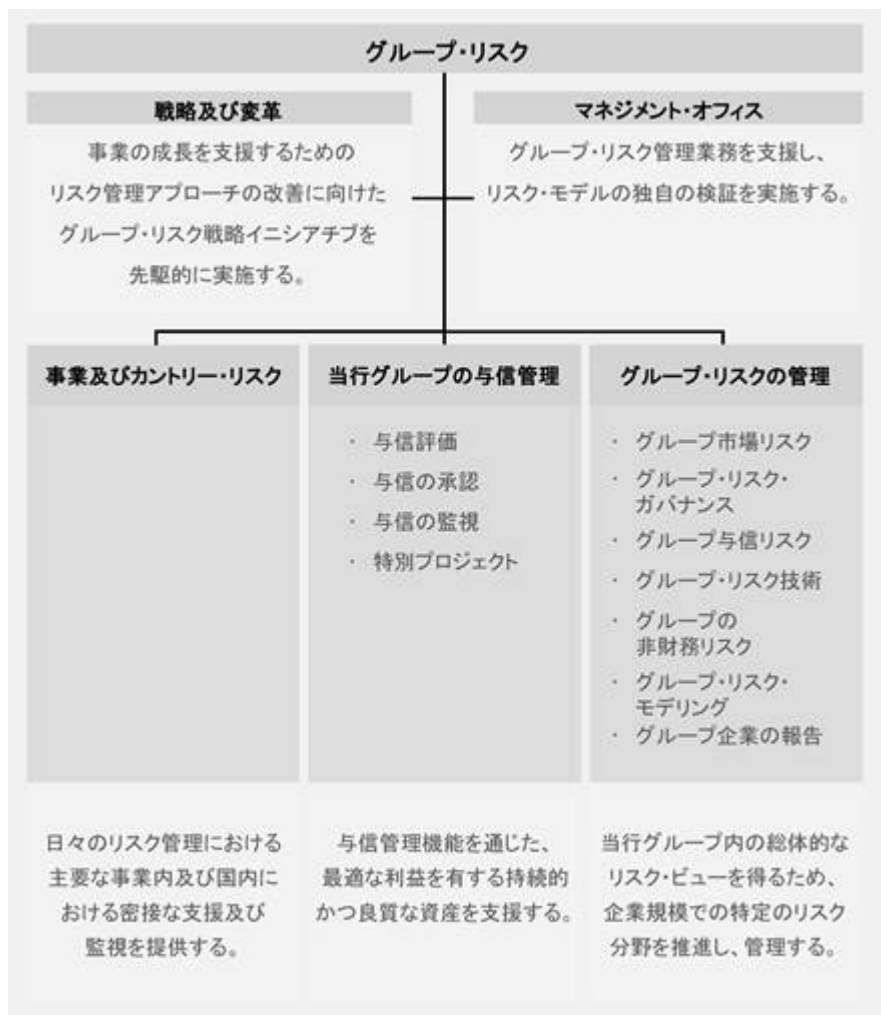 グループ・リスク
戦略及び変革
事業の成長を支援するための
リスク管理アプローチの改善に向けた
グループ・リスク戦略イニシアチブを
先駆的に実施する。
マネジメント・オフィス
グループ・リスク管理業務を支援し、
リスク・モデルの独自の検証を実施する。
事業及びカントリー・リスク
日々のリスク管理における
主要な事業内及び国内に
おける密接な支援及び
監視を提供する。
当行グループの与信管理
・ 与信評価
・ 与信の承認
・ 与信の監視
・ 特別プロジェクト
与信管理機能を通じた、
最適な利益を有する持続的
かつ良質な資産を支援する。
グループ・リスクの管理
・ グループ市場リスク
・ グループ・リスク・
ガバナンス
・ グループ与信リスク
・ グループ・リスク技術
・ グループの
非財務リスク
・ グループ・リスク・
モデリング
・ グループ企業の報告
当行グループ内の総体的な
リスク・ビューを得るため、
企業規模での特定のリスク
分野を推進し、管理する。